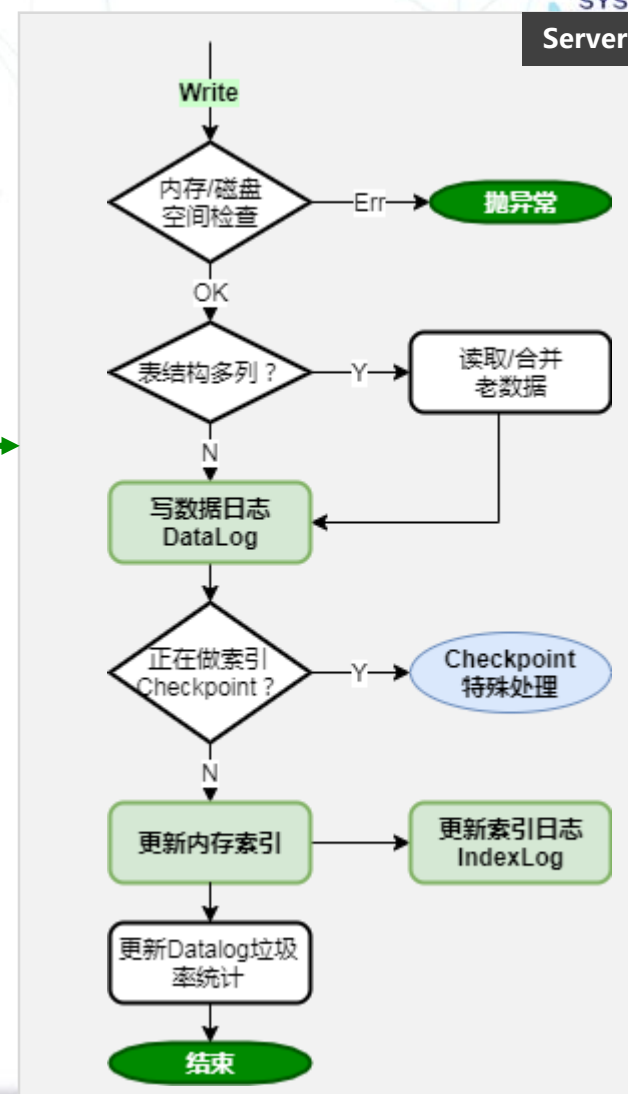 Server
Write
内存/磁盘
空间检查
Err
抛异常
OK
表结构多列？
Y
读取/合并
老数据
N
写数据日志
DataLog
正在做索引
Checkpoint？
Y
Checkpoint
特殊处理
N
更新内存索引
更新索引日志
IndexLog
更新Datalog垃圾
率统计
结束